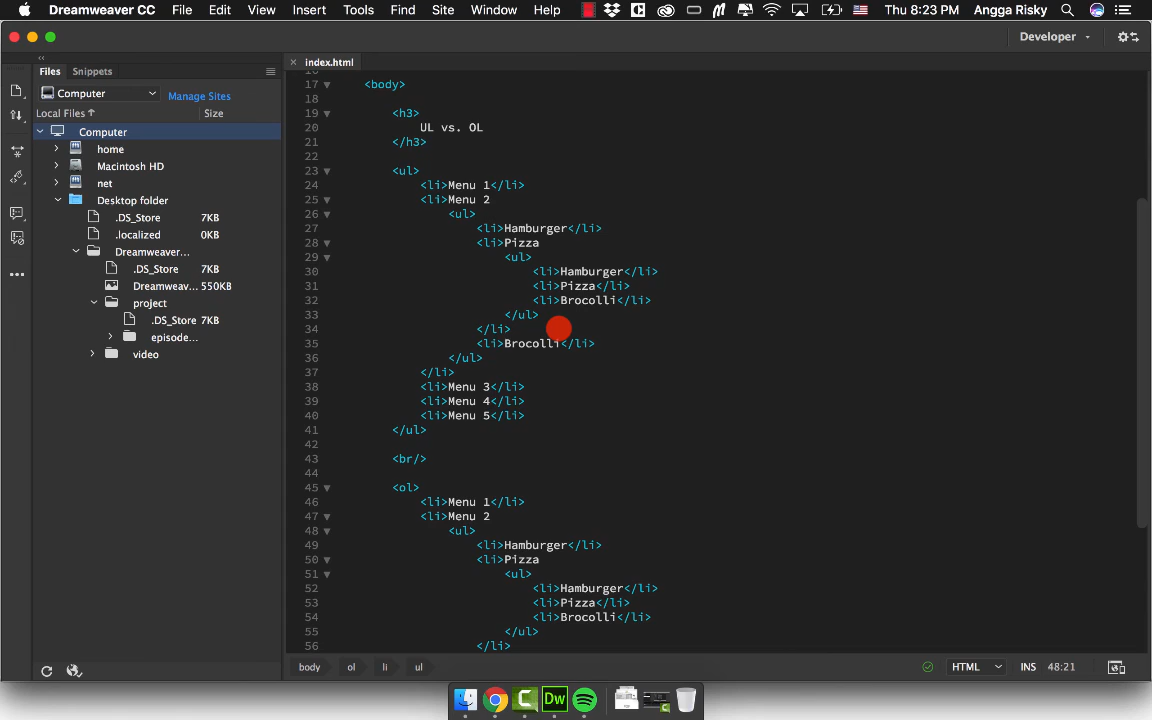 Dreamweaver CC File Edit View Insert Tools Find Site Window Help Thu 8:23 PM Angga Risky
Developer
Files Snippets
index.html
Computer Manage Sites
Local Files Size
Computer
home
Macintosh HD
net
Desktop folder
.DS_Store 7KB
.localized 0KB
Dreamweaver...
.DS_Store 7KB
Dreamweav... 550KB
project
.DS_Store 7KB
episode...
video
17 <body>
18
19 <h3>
20 UL vs. OL
21 </h3>
22
23 <ul>
24 <li>Menu 1</li>
25 <li>Menu 2
26 <ul>
27 <li>Hamburger</li>
28 <li>Pizza
29 <ul>
30 <li>Hamburger</li>
31 <li>Pizza</li>
32 <li>Brocolli</li>
33 </ul>
34 </li>
35 <li>Brocolli</li>
36 </ul>
37 </li>
38 <li>Menu 3</li>
39 <li>Menu 4</li>
40 <li>Menu 5</li>
41 </ul>
42
43 <br/>
44
45 <ol>
46 <li>Menu 1</li>
47 <li>Menu 2
48 <ul>
49 <li>Hamburger</li>
50 <li>Pizza
51 <ul>
52 <li>Hamburger</li>
53 <li>Pizza</li>
54 <li>Brocolli</li>
55 </ul>
56 </li>
body ol li ul HTML INS 48:21
Dw